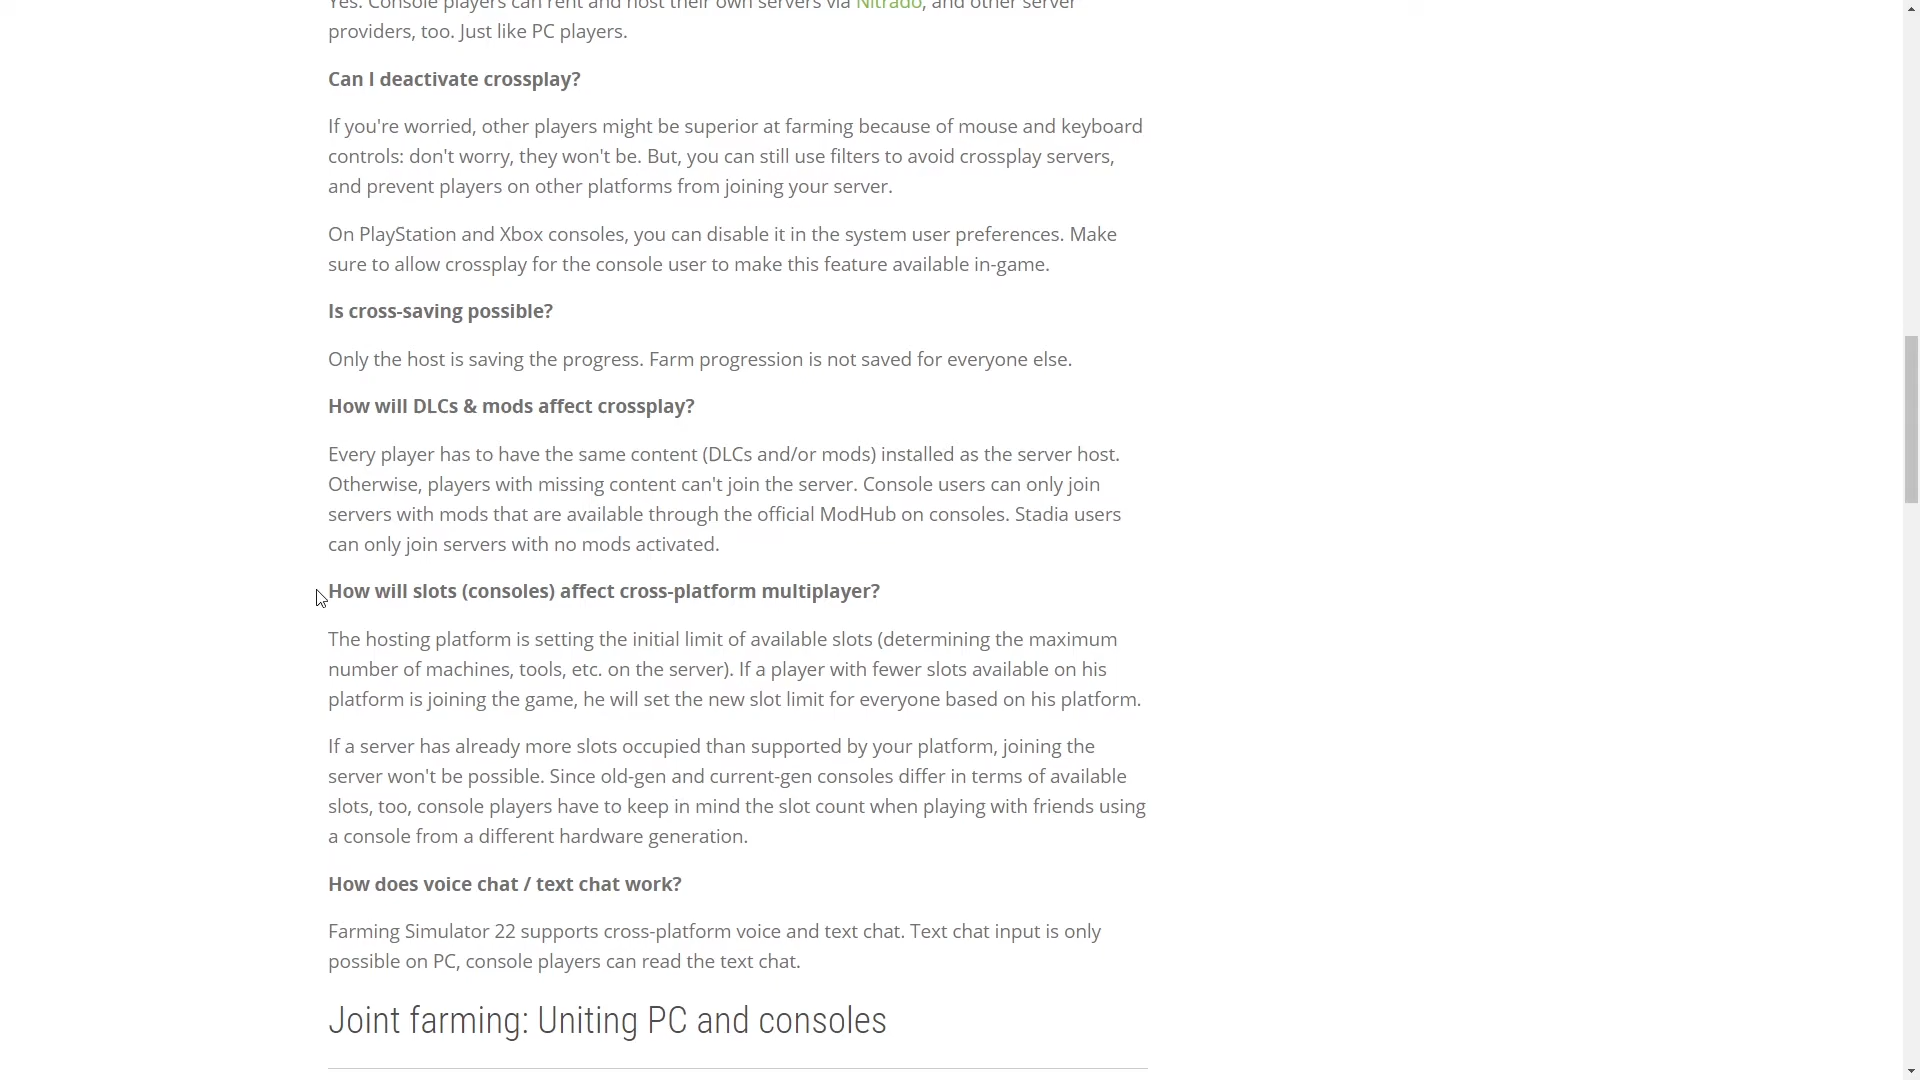 Yes. Console players can rent and host their own servers via Nitrado, and other server
providers, too. Just like PC players.
Can I deactivate crossplay?
If you're worried, other players might be superior at farming because of mouse and keyboard
controls: don't worry, they won't be. But, you can still use filters to avoid crossplay servers,
and prevent players on other platforms from joining your server.
On PlayStation and Xbox consoles, you can disable it in the system user preferences. Make
sure to allow crossplay for the console user to make this feature available in-game.
Is cross-saving possible?
Only the host is saving the progress. Farm progression is not saved for everyone else.
How will DLCs & mods affect crossplay?
Every player has to have the same content (DLCs and/or mods) installed as the server host.
Otherwise, players with missing content can't join the server. Console users can only join
servers with mods that are available through the official ModHub on consoles. Stadia users
can only join servers with no mods activated.
How will slots (consoles) affect cross-platform multiplayer?
The hosting platform is setting the initial limit of available slots (determining the maximum
number of machines, tools, etc. on the server). If a player with fewer slots available on his
platform is joining the game, he will set the new slot limit for everyone based on his platform.
If a server has already more slots occupied than supported by your platform, joining the
server won't be possible. Since old-gen and current-gen consoles differ in terms of available
slots, too, console players have to keep in mind the slot count when playing with friends using
a console from a different hardware generation.
How does voice chat / text chat work?
Farming Simulator 22 supports cross-platform voice and text chat. Text chat input is only
possible on PC, console players can read the text chat.
Joint farming: Uniting PC and consoles